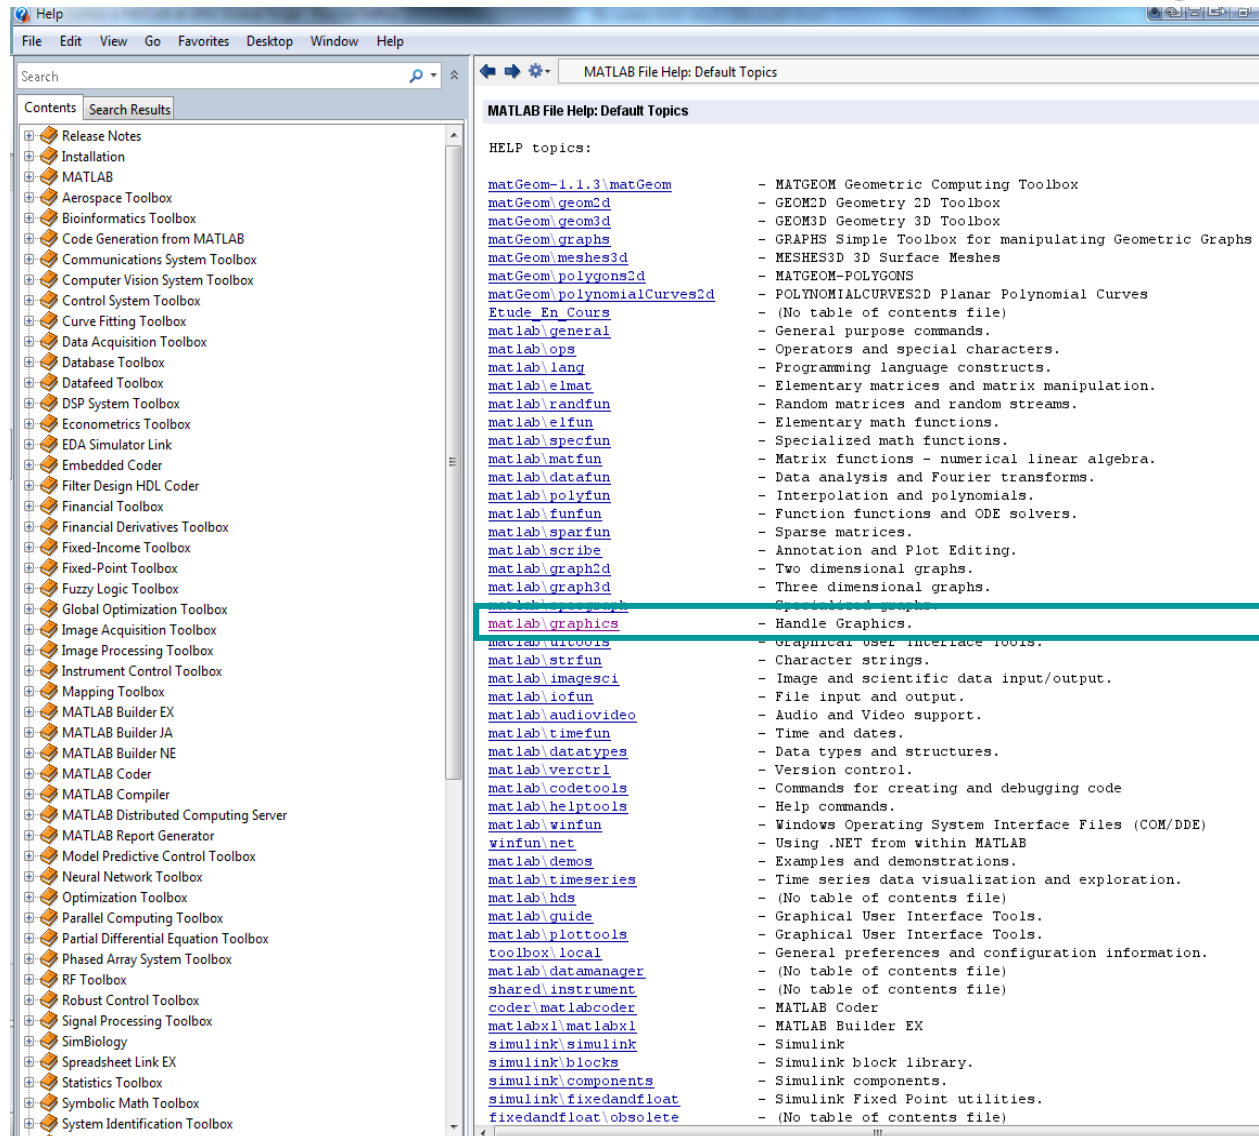 Help
File Edit View Go Favorites Desktop Window Help
Search
Contents Search Results
Release Notes
Installation
MATLAB
Aerospace Toolbox
Bioinformatics Toolbox
Code Generation from MATLAB
Communications System Toolbox
Computer Vision System Toolbox
Control System Toolbox
Curve Fitting Toolbox
Data Acquisition Toolbox
Database Toolbox
Datafeed Toolbox
DSP System Toolbox
Econometrics Toolbox
EDA Simulator Link
Embedded Coder
Filter Design HDL Coder
Financial Toolbox
Financial Derivatives Toolbox
Fixed-Income Toolbox
Fixed-Point Toolbox
Fuzzy Logic Toolbox
Global Optimization Toolbox
Image Acquisition Toolbox
Image Processing Toolbox
Instrument Control Toolbox
Mapping Toolbox
MATLAB Builder EX
MATLAB Builder JA
MATLAB Builder NE
MATLAB Coder
MATLAB Compiler
MATLAB Distributed Computing Server
MATLAB Report Generator
Model Predictive Control Toolbox
Neural Network Toolbox
Optimization Toolbox
Parallel Computing Toolbox
Partial Differential Equation Toolbox
Phased Array System Toolbox
RF Toolbox
Robust Control Toolbox
Signal Processing Toolbox
SimBiology
Spreadsheet Link EX
Statistics Toolbox
Symbolic Math Toolbox
System Identification Toolbox
MATLAB File Help: Default Topics
MATLAB File Help: Default Topics
HELP topics:
matGeom-1.1.3\matGeom - MATGEOM Geometric Computing Toolbox
matGeom\geom2d - GEOM2D Geometry 2D Toolbox
matGeom\geom3d - GEOM3D Geometry 3D Toolbox
matGeom\graphs - GRAPHS Simple Toolbox for manipulating Geometric Graphs
matGeom\meshes3d - MESHES3D 3D Surface Meshes
matGeom\polygons2d - MATGEOM-POLYGONS
matGeom\polynomialCurves2d - POLYNOMIALCURVES2D Planar Polynomial Curves
Etude_En_Cours - (No table of contents file)
matlab\general - General purpose commands.
matlab\ops - Operators and special characters.
matlab\lang - Programming language constructs.
matlab\elmat - Elementary matrices and matrix manipulation.
matlab\randfun - Random matrices and random streams.
matlab\elfun - Elementary math functions.
matlab\specfun - Specialized math functions.
matlab\matfun - Matrix functions - numerical linear algebra.
matlab\datafun - Data analysis and Fourier transforms.
matlab\polyfun - Interpolation and polynomials.
matlab\funfun - Function functions and ODE solvers.
matlab\sparfun - Sparse matrices.
matlab\scribe - Annotation and Plot Editing.
matlab\graph2d - Two dimensional graphs.
matlab\graph3d - Three dimensional graphs.
matlab\specgraph - Specialized graphs.
matlab\graphics - Handle Graphics.
matlab\uitools - Graphical User Interface Tools.
matlab\strfun - Character strings.
matlab\imagesci - Image and scientific data input/output.
matlab\iofun - File input and output.
matlab\audiovideo - Audio and Video support.
matlab\timefun - Time and dates.
matlab\datatypes - Data types and structures.
matlab\verctrl - Version control.
matlab\codetools - Commands for creating and debugging code
matlab\helptools - Help commands.
matlab\winfun - Windows Operating System Interface Files (COM/DDE)
winfun\net - Using .NET from within MATLAB
matlab\demos - Examples and demonstrations.
matlab\timeseries - Time series data visualization and exploration.
matlab\hds - (No table of contents file)
matlab\guide - Graphical User Interface Tools.
matlab\plottools - Graphical User Interface Tools.
toolbox\local - General preferences and configuration information.
matlab\datamanager - (No table of contents file)
shared\instrument - (No table of contents file)
coder\matlabcoder - MATLAB Coder
matlabxl\matlabxl - MATLAB Builder EX
simulink\simulink - Simulink
simulink\blocks - Simulink block library.
simulink\components - Simulink components.
simulink\fixedandfloat - Simulink Fixed Point utilities.
fixedandfloat\obsolete - (No table of contents file)